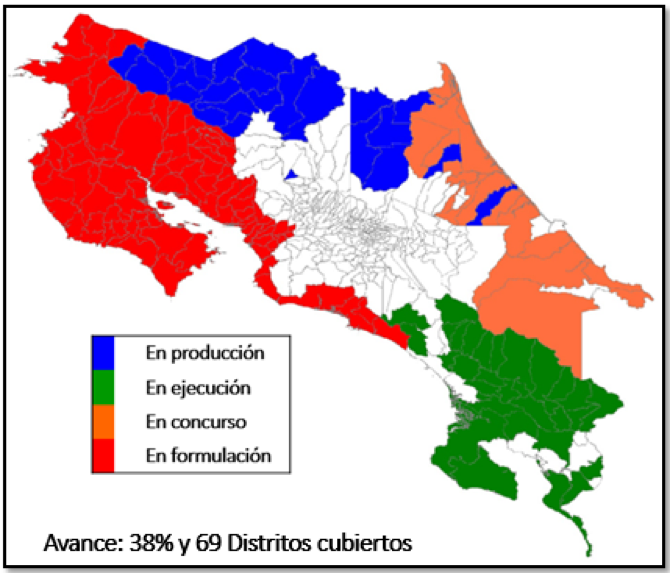 En producción
En ejecución
En concurso
En formulación
Avance: 38% y 69 Distritos cubiertos